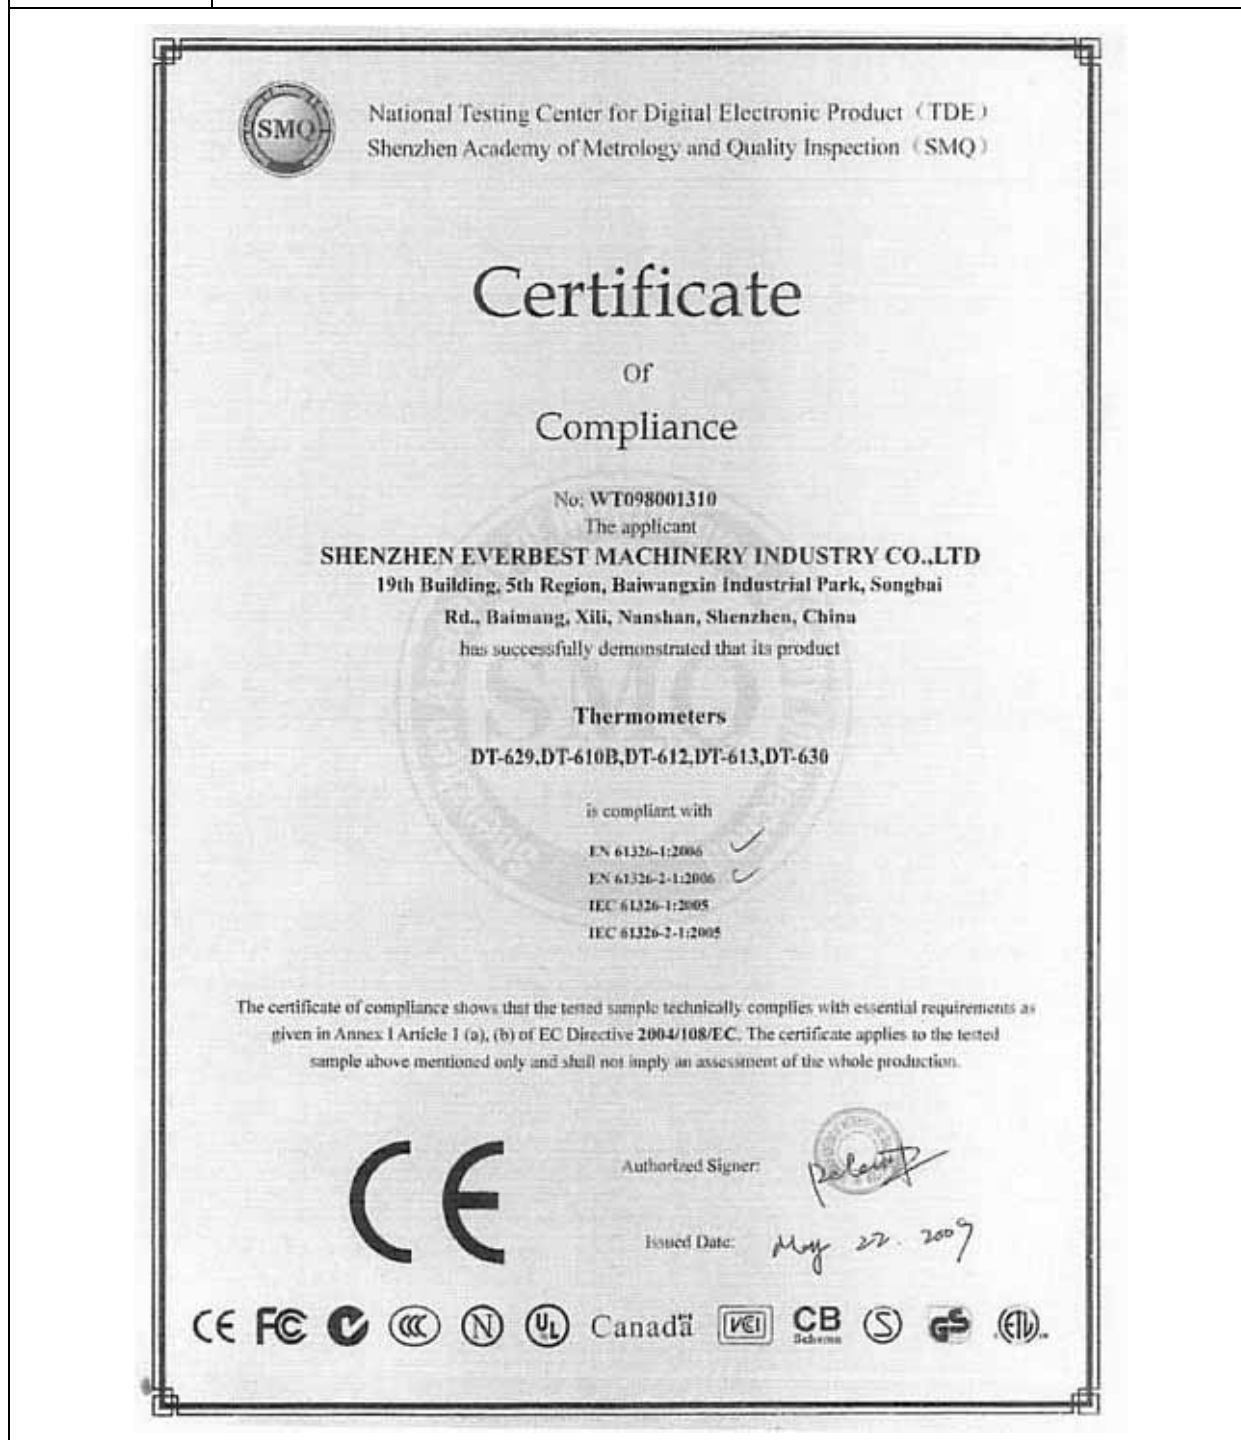 SMQ
National Testing Center for Digital Electronic Product (TDE)
Shenzhen Academy of Metrology and Quality Inspection (SMQ)
Certificate
Of
Compliance
No: WT098001310
The applicant
SHENZHEN EVERBEST MACHINERY INDUSTRY CO.,LTD
19th Building, 5th Region, Baiwangxin Industrial Park, Songbai
Rd., Baimang, Xili, Nanshan, Shenzhen, China
has successfully demonstrated that its product
SMQ
Thermometers
DT-629,DT-610B,DT-612,DT-613,DT-630
is compliant with
EN 61326-1:2006
EN 61326-2-1:2006
IEC 61326-1:2005
IEC 61326-2-1:2005
The certificate of compliance shows that the tested sample technically complies with essential requirements as
given in Annex I Article 1 (a), (b) of EC Directive 2004/108/EC. The certificate applies to the tested
sample above mentioned only and shall not imply an assessment of the whole production.
CE
Authorized Signer:
Issued Date: May 22. 2009
CE FC CCC N UL Canada VCI CB Scheme S GS ETL